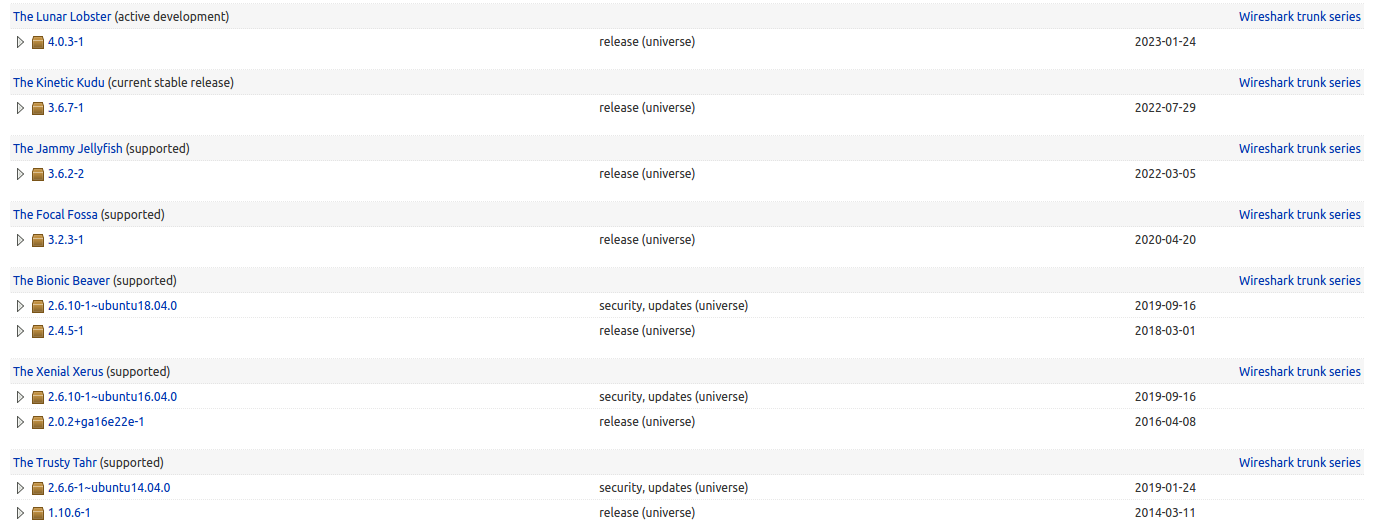 The Lunar Lobster (active development) Wireshark trunk series
4.0.3-1 release (universe) 2023-01-24
The Kinetic Kudu (current stable release) Wireshark trunk series
3.6.7-1 release (universe) 2022-07-29
The Jammy Jellyfish (supported) Wireshark trunk series
3.6.2-2 release (universe) 2022-03-05
The Focal Fossa (supported) Wireshark trunk series
3.2.3-1 release (universe) 2020-04-20
The Bionic Beaver (supported) Wireshark trunk series
2.6.10-1~ubuntu18.04.0 security, updates (universe) 2019-09-16
2.4.5-1 release (universe) 2018-03-01
The Xenial Xerus (supported) Wireshark trunk series
2.6.10-1~ubuntu16.04.0 security, updates (universe) 2019-09-16
2.0.2+ga16e22e-1 release (universe) 2016-04-08
The Trusty Tahr (supported) Wireshark trunk series
2.6.6-1~ubuntu14.04.0 security, updates (universe) 2019-01-24
1.10.6-1 release (universe) 2014-03-11